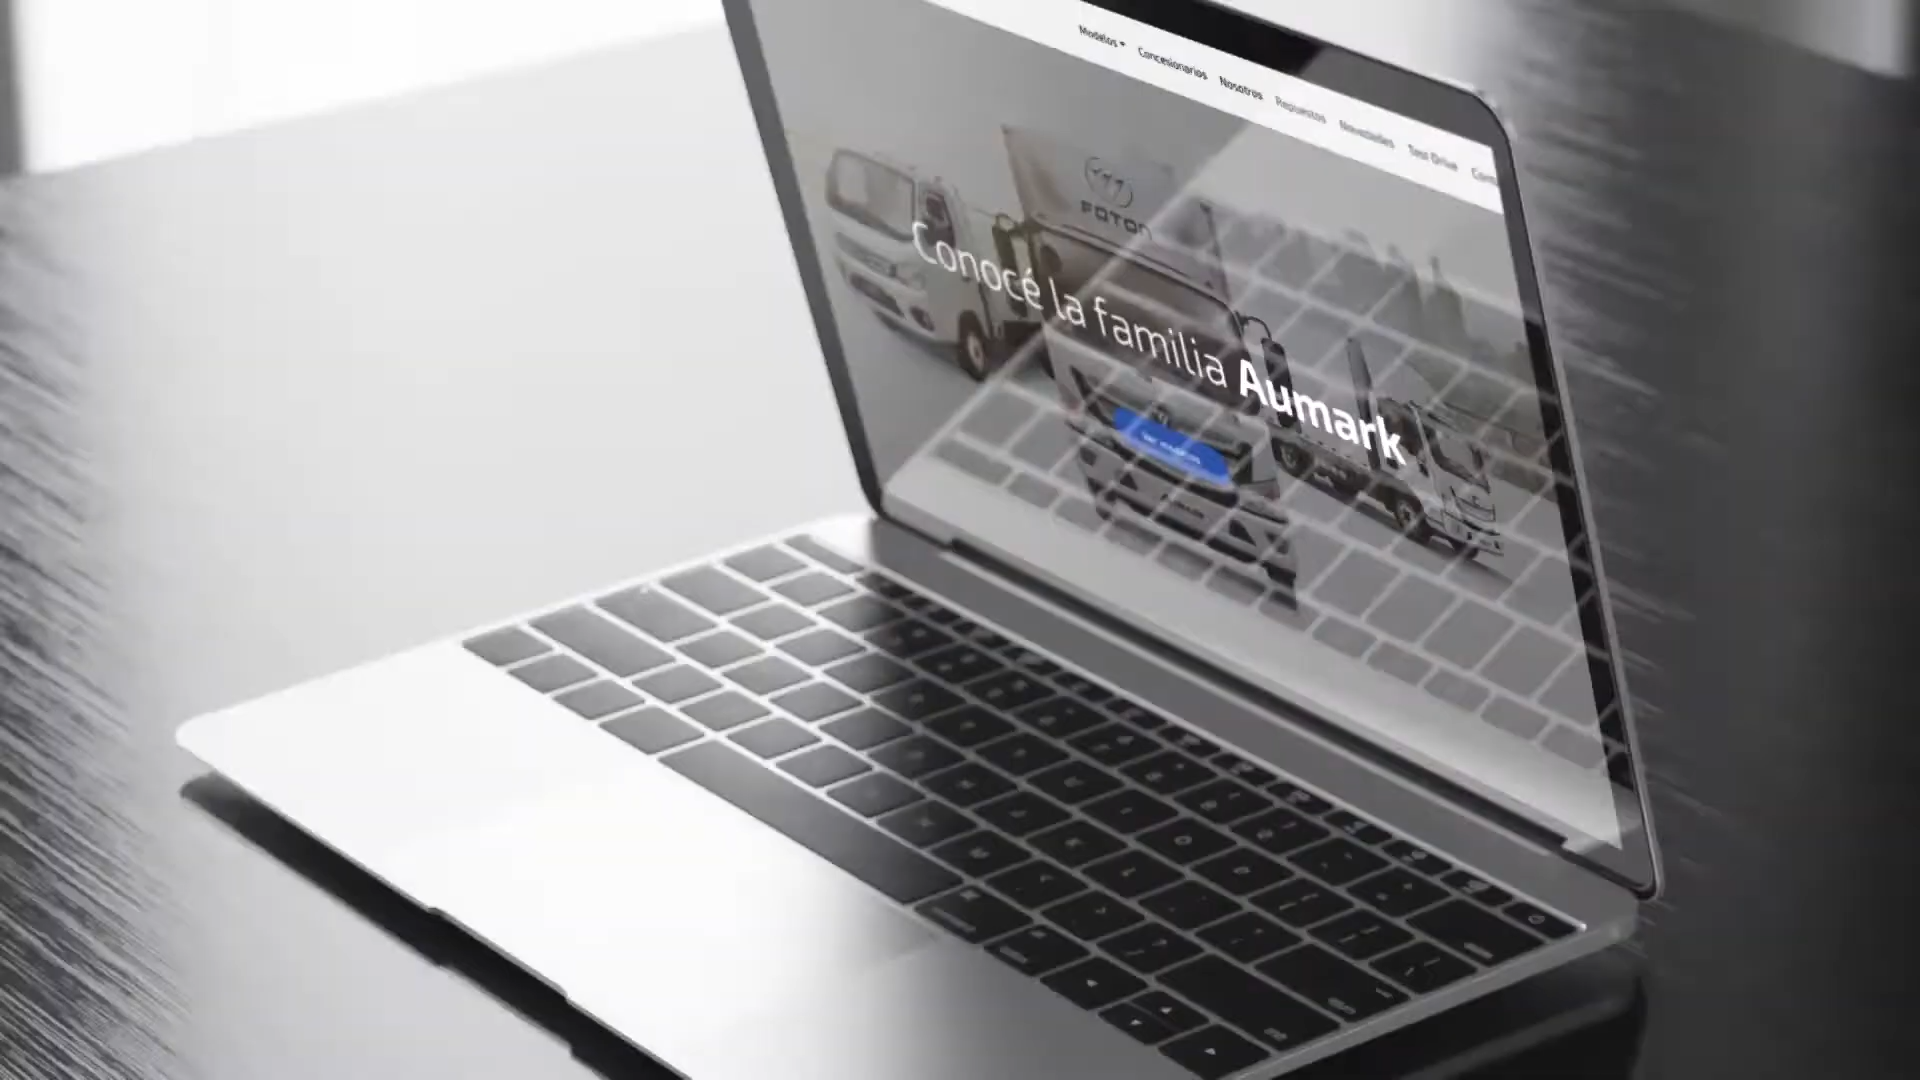 Modelos Concesionarios Nosotros Repuestos Novedades Test Drive
FOTON
Conocé la familia Aumark